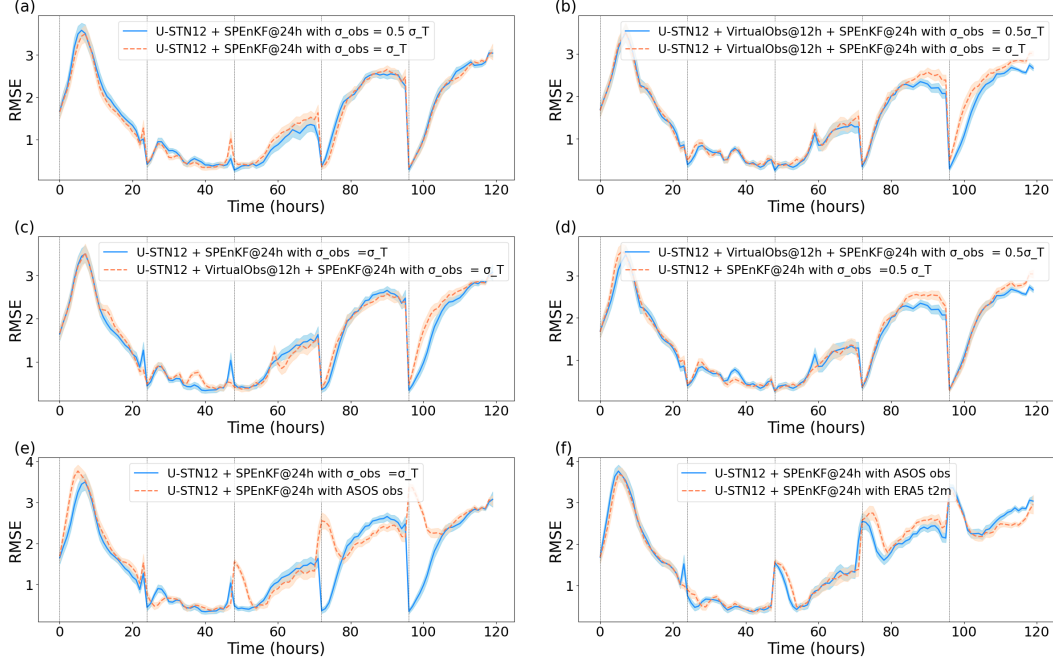 (a)
U-STN12 + SPEnKF@24h with σ_obs = 0.5 σ_T
U-STN12 + SPEnKF@24h with σ_obs = σ_T
RMSE
3
2
1
0 20 40 60 80 100 120
Time (hours)
(b)
U-STN12 + VirtualObs@12h + SPEnKF@24h with σ_obs = 0.5σ_T
U-STN12 + VirtualObs@12h + SPEnKF@24h with σ_obs = σ_T
RMSE
3
2
1
0 20 40 60 80 100 120
Time (hours)
(c)
U-STN12 + SPEnKF@24h with σ_obs =σ_T
U-STN12 + VirtualObs@12h + SPEnKF@24h with σ_obs = σ_T
RMSE
3
2
1
0 20 40 60 80 100 120
Time (hours)
(d)
U-STN12 + VirtualObs@12h + SPEnKF@24h with σ_obs = 0.5σ_T
U-STN12 + SPEnKF@24h with σ_obs =0.5 σ_T
RMSE
3
2
1
0 20 40 60 80 100 120
Time (hours)
(e)
U-STN12 + SPEnKF@24h with σ_obs =σ_T
U-STN12 + SPEnKF@24h with ASOS obs
RMSE
4
3
2
1
0 20 40 60 80 100 120
Time (hours)
(f)
U-STN12 + SPEnKF@24h with ASOS obs
U-STN12 + SPEnKF@24h with ERA5 t2m
RMSE
4
3
2
1
0 20 40 60 80 100 120
Time (hours)